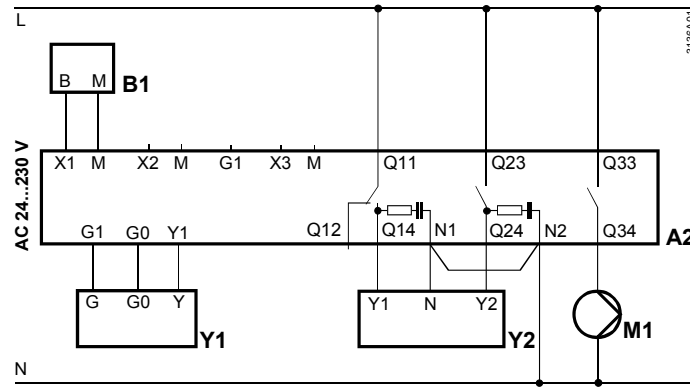 L
B M B1
X1 M X2 M G1 X3 M Q11 Q23 Q33
AC 24...230 V
G1 G0 Y1 Q12 Q14 N1 Q24 N2 Q34
A2
G G0 Y Y1
Y1 N Y2 Y2
M1
N